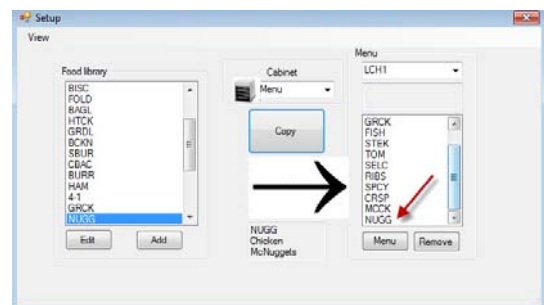 Setup
View
Food library
BISC
FOLD
BAGL
HTCK
GRDL
BCKN
SBUR
CBAC
BURR
HAM
4-1
GRCK
NUGG
Edit
Add
Cabinet
Menu
Copy
NUGG
Chicken
McNuggets
Menu
LCH1
GRCK
FISH
STEK
TOM
SELC
RIBS
SPCY
CRSP
MCCK
NUGG
Menu
Remove